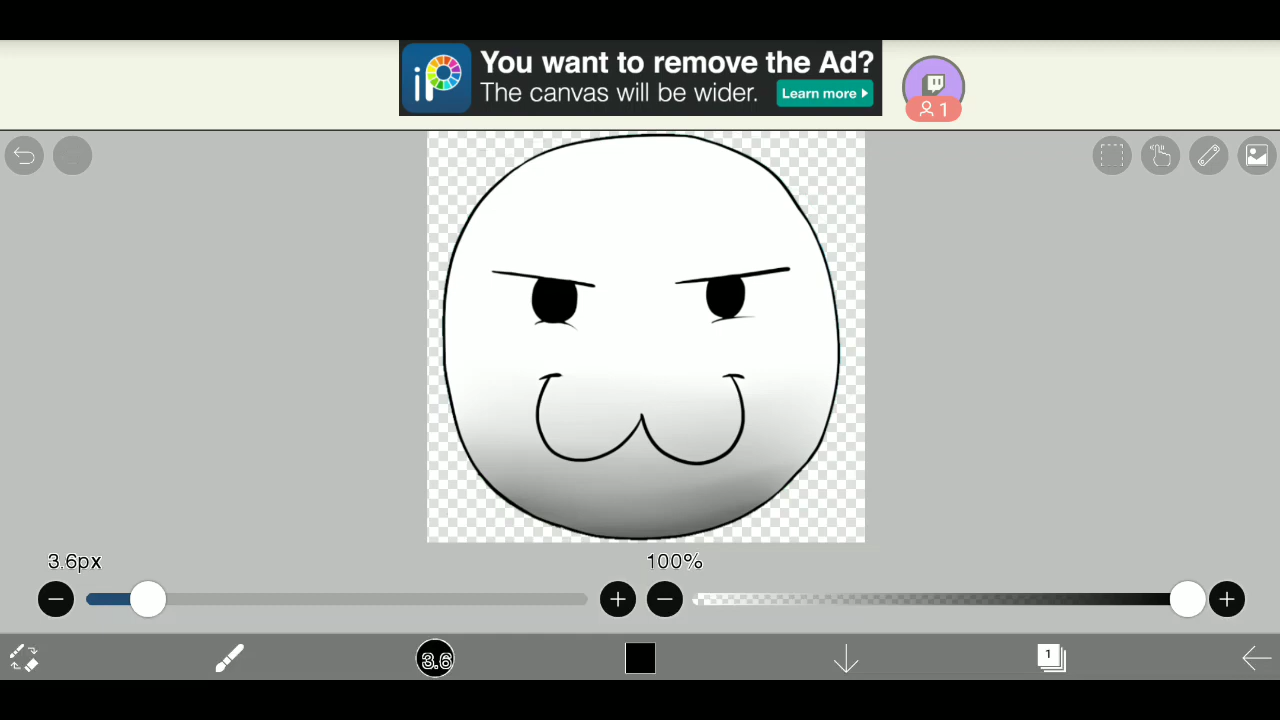 iP
You want to remove the Ad?
The canvas will be wider.
Learn more
1
3.6px
100%
3.6
1